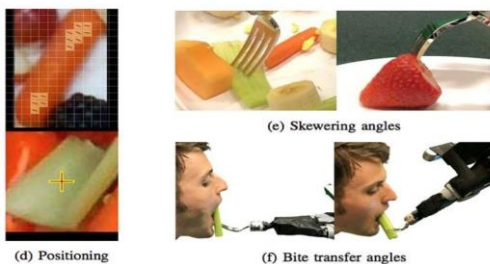 (e) Skewering angles
(d) Positioning
(f) Bite transfer angles